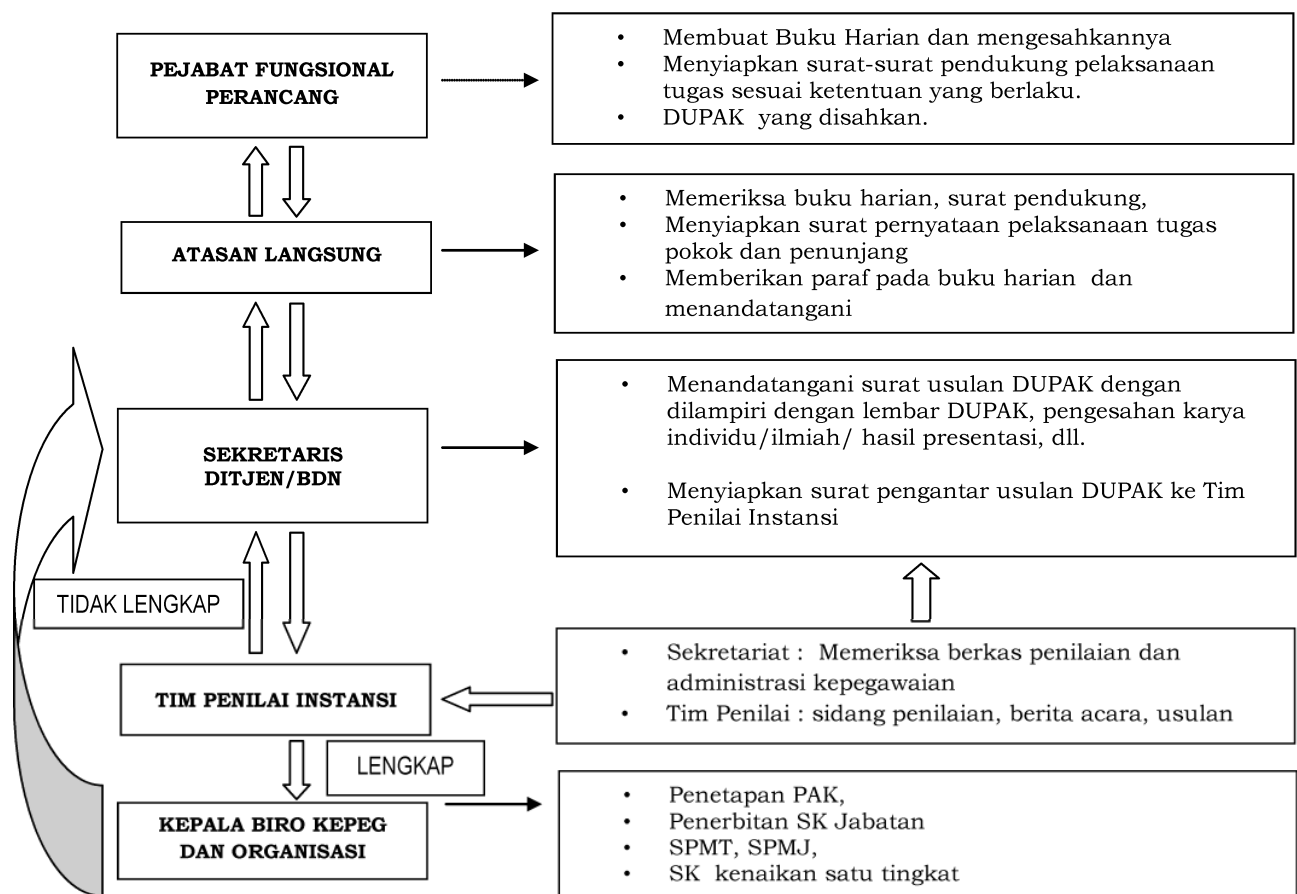 PEJABAT FUNGSIONAL
PERANCANG
• Membuat Buku Harian dan mengesahkannya
• Menyiapkan surat-surat pendukung pelaksanaan
tugas sesuai ketentuan yang berlaku.
• DUPAK yang disahkan.
ATASAN LANGSUNG
• Memeriksa buku harian, surat pendukung,
• Menyiapkan surat pernyataan pelaksanaan tugas
pokok dan penunjang
• Memberikan paraf pada buku harian dan
menandatangani
SEKRETARIS
DITJEN/BDN
• Menandatangani surat usulan DUPAK dengan
dilampiri dengan lembar DUPAK, pengesahan karya
individu/ilmiah/ hasil presentasi, dll.
• Menyiapkan surat pengantar usulan DUPAK ke Tim
Penilai Instansi
TIDAK LENGKAP
TIM PENILAI INSTANSI
• Sekretariat : Memeriksa berkas penilaian dan
administrasi kepegawaian
• Tim Penilai : sidang penilaian, berita acara, usulan
LENGKAP
KEPALA BIRO KEPEG
DAN ORGANISASI
• Penetapan PAK,
• Penerbitan SK Jabatan
• SPMT, SPMJ,
• SK kenaikan satu tingkat